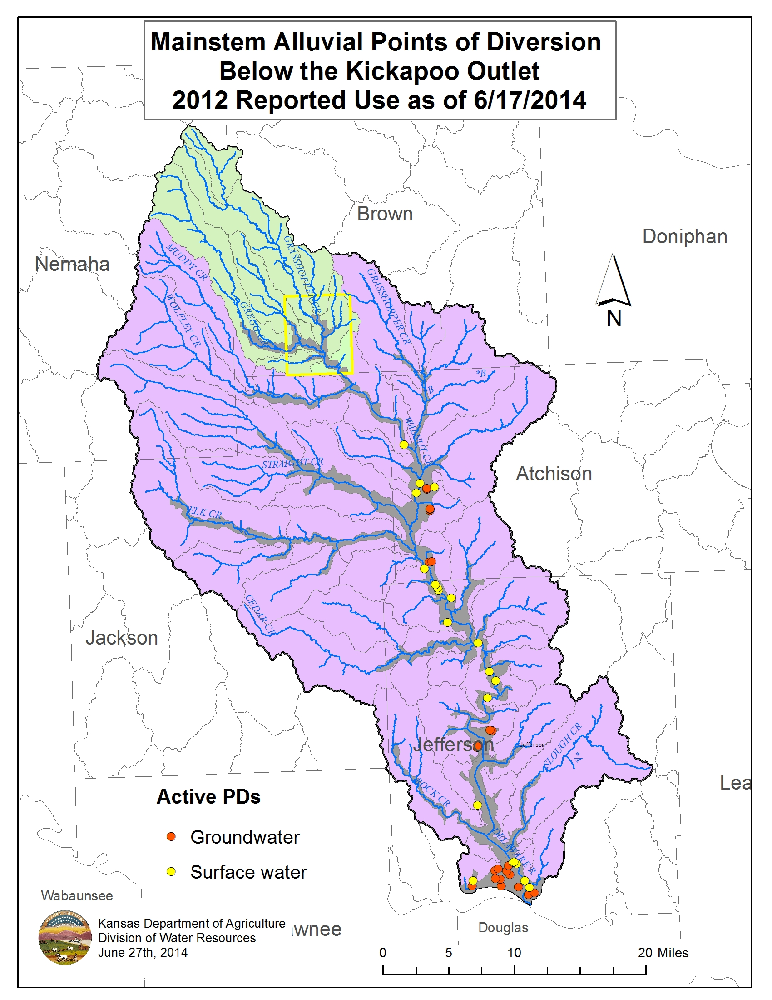 Mainstem Alluvial Points of Diversion
Below the Kickapoo Outlet
2012 Reported Use as of 6/17/2014
Brown
Doniphan
Nemaha
MUDDY CR
GRASSHOPPER CR
GRASSHOPPER CR
WOLFLEY CR
GREGG CR
N
*B
*B
WALNUT CR
STRAIGHT CR
Atchison
ELK CR
*C
CEDAR CR
Jackson
SLOUGH CR
Jefferson
Jefferson
*A
ROCK CR
Lea
Active PDs
Groundwater
Surface water
DELAWARE R
Wabaunsee
Kansas Department of Agriculture
Division of Water Resources
June 27th, 2014
wnee
Douglas
0 5 10 20 Miles